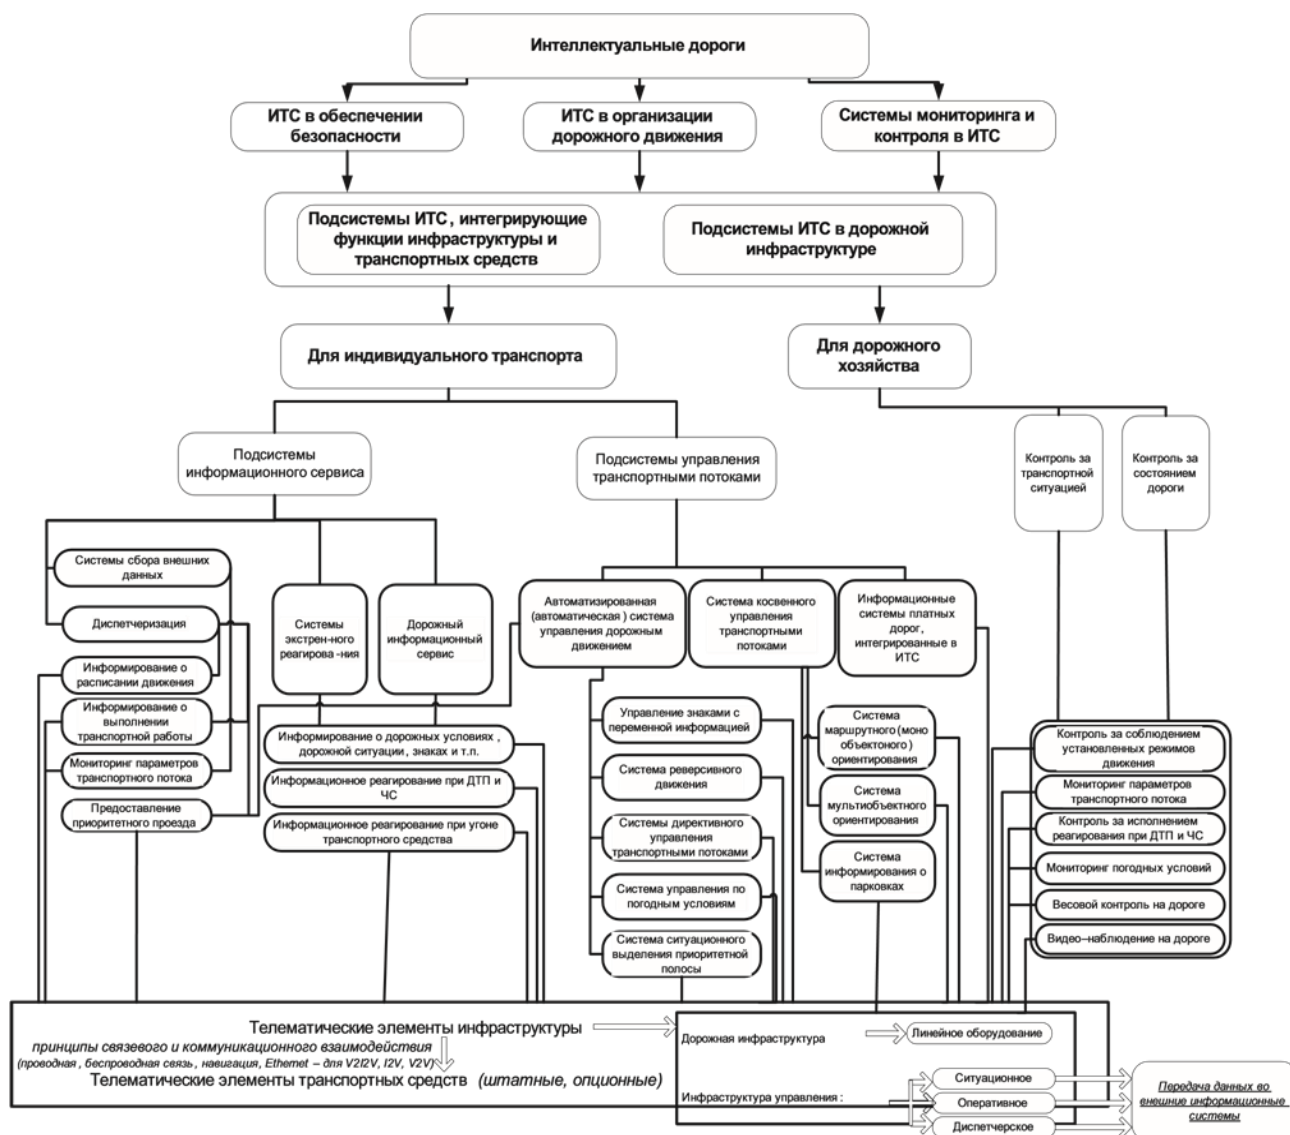 Интеллектуальные дороги
ИТС в обеспечении
безопасности
ИТС в организации
дорожного движения
Системы мониторинга и
контроля в ИТС
Подсистемы ИТС , интегрирующие
функции инфраструктуры и
транспортных средств
Подсистемы ИТС в дорожной
инфраструктуре
Для индивидуального транспорта
Для дорожного
хозяйства
Подсистемы
информационного сервиса
Подсистемы управления
транспортными потоками
Контроль за
транспортной
ситуацией
Контроль за
состоянием
дороги
Системы сбора внешних
данных
Диспетчеризация
Информирование о
расписании движения
Информирование о
выполнении
транспортной работы
Мониторинг параметров
транспортного потока
Предоставление
приоритетного проезда
Системы
экстрен-ного
реагирова -ния
Дорожный
информационный
сервис
Информирование о дорожных условиях ,
дорожной ситуации , знаках и т.п.
Информационное реагирование при ДТП и
ЧС
Информационное реагирование при угоне
транспортного средства
Автоматизированная
(автоматическая ) система
управления дорожным
движением
Система косвенного
управления
транспортными
потоками
Информационные
системы платных
дорог,
интегрированные в
ИТС
Управление знаками с
переменной информацией
Система реверсивного
движения
Системы директивного
управления
транспортными потоками
Система управления по
погодным условиям
Система ситуационного
выделения приоритетной
полосы
Система
маршрутного (моно
объектоного )
ориентирования
Система
мультиобъектного
ориентирования
Система
информирования о
парковках
Контроль за соблюдением
установленных режимов
движения
Мониторинг параметров
транспортного потока
Контроль за исполнением
реагирования при ДТП и ЧС
Мониторинг погодных условий
Весовой контроль на дороге
Видео–наблюдение на дороге
Телематические элементы инфраструктуры
принципы связевого и коммуникационного взаимодействия
(проводная , беспроводная связь , навигация, Ethernet – для V2I2V, I2V, V2V)
Телематические элементы транспортных средств (штатные, опционные)
Дорожная инфраструктура
Линейное оборудование
Инфраструктура управления :
Ситуационное
Оперативное
Диспетчерское
Передача данных во
внешние информационные
системы